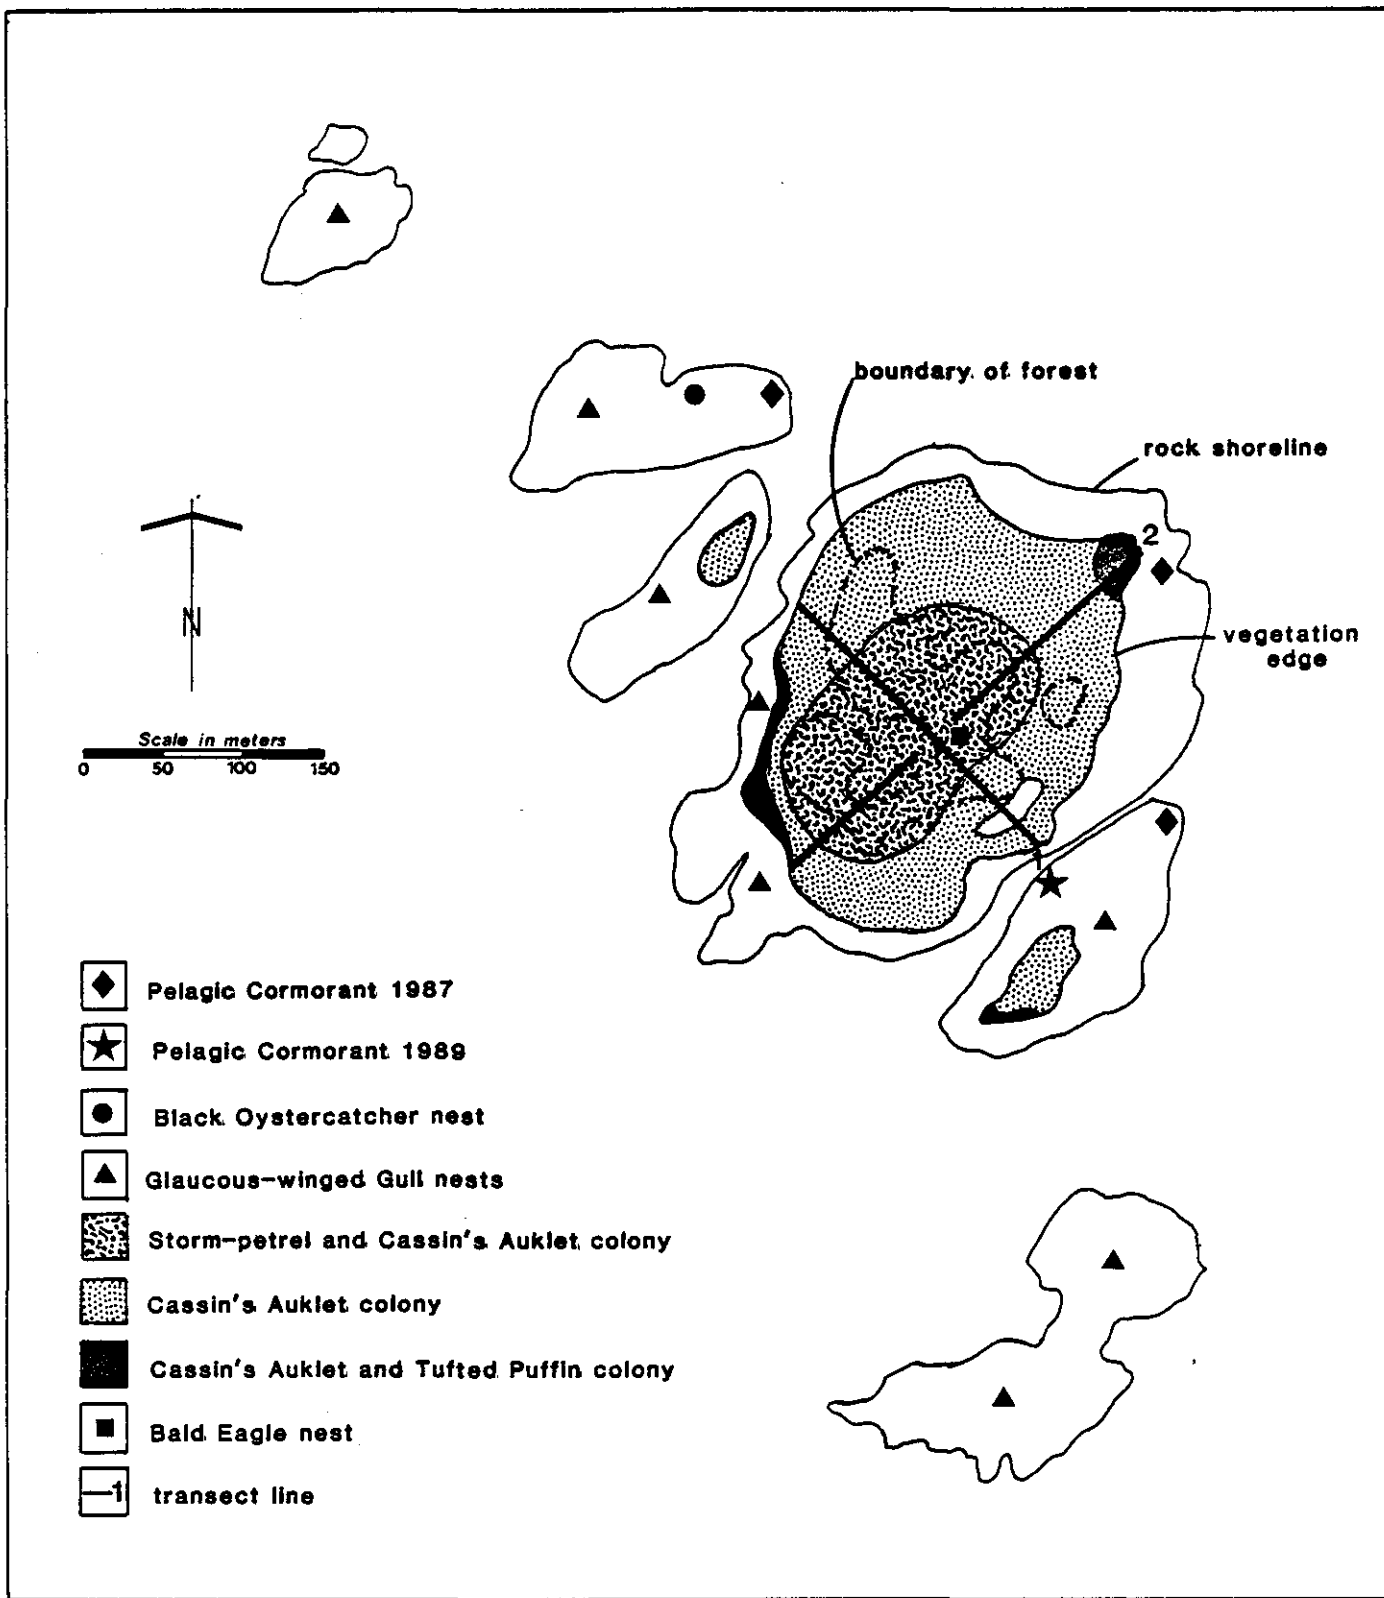 boundary of forest
rock shoreline
2
N
vegetation
edge
Scale in meters
0 50 100 150
1
Pelagic Cormorant 1987
Pelagic Cormorant 1989
Black Oystercatcher nest
Glaucous-winged Gull nests
Storm-petrel and Cassin's Auklet colony
Cassin's Auklet colony
Cassin's Auklet and Tufted Puffin colony
Bald Eagle nest
1 transect line